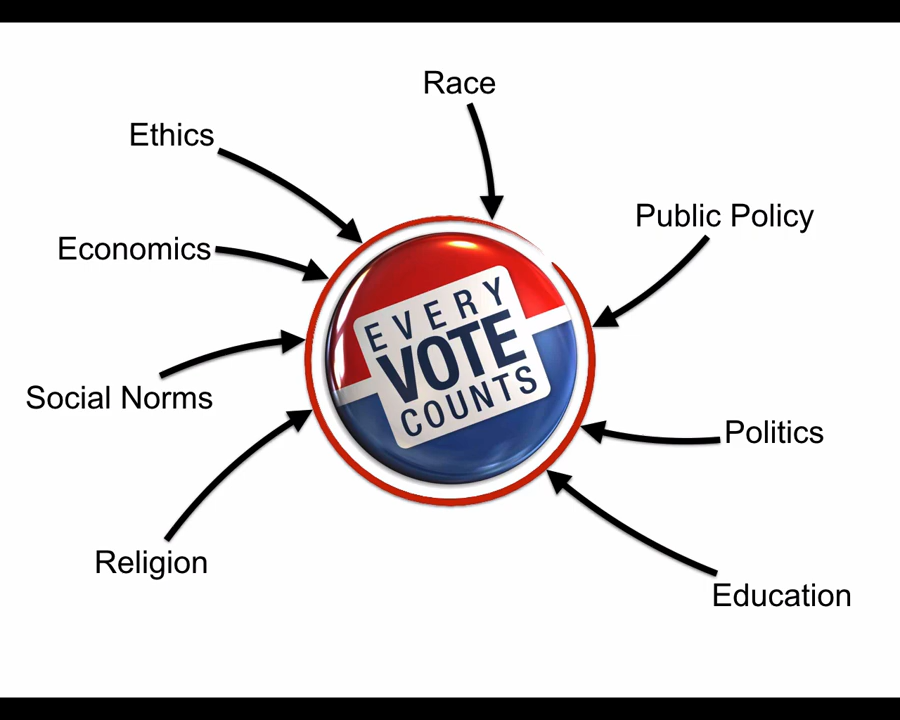 Race
Ethics
Public Policy
Economics
EVERY
VOTE
COUNTS
Social Norms
Politics
Religion
Education